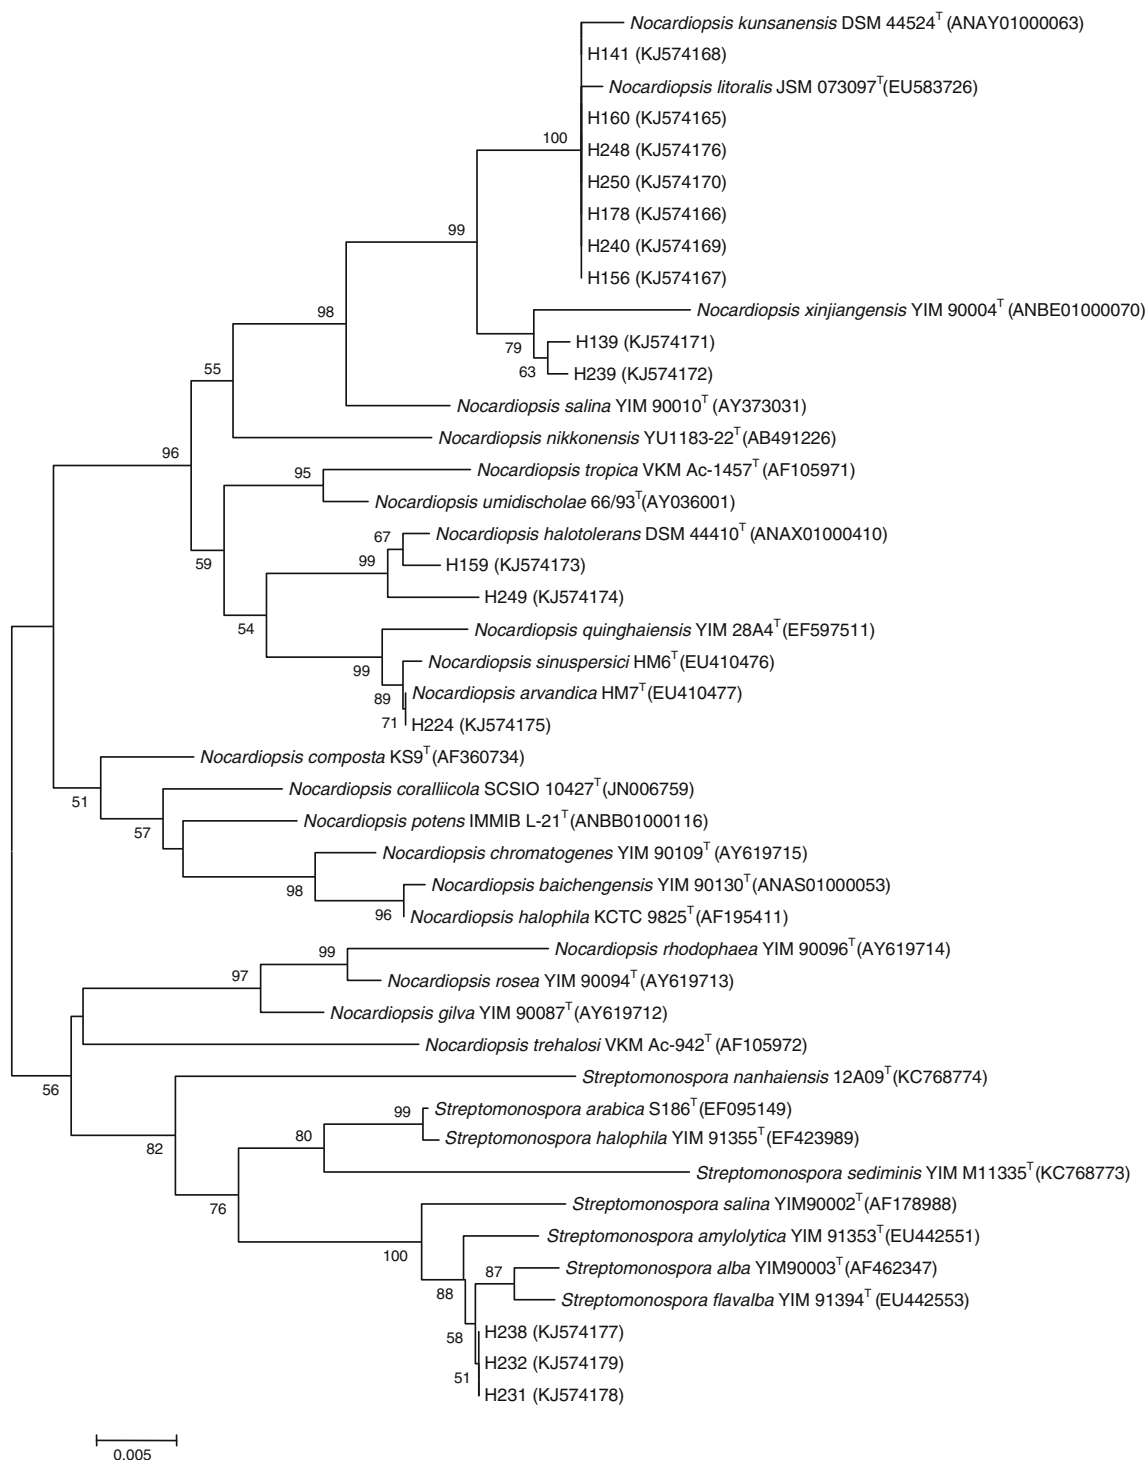 Nocardiopsis kunsanensis DSM 44524T (ANAY01000063)
H141 (KJ574168)
Nocardiopsis litoralis JSM 073097T(EU583726)
H160 (KJ574165)
100
H248 (KJ574176)
H250 (KJ574170)
H178 (KJ574166)
99
H240 (KJ574169)
H156 (KJ574167)
98
Nocardiopsis xinjiangensis YIM 90004T (ANBE01000070)
H139 (KJ574171)
79
63
H239 (KJ574172)
55
Nocardiopsis salina YIM 90010T (AY373031)
Nocardiopsis nikkonensis YU1183-22T(AB491226)
96
95
Nocardiopsis tropica VKM Ac-1457T(AF105971)
Nocardiopsis umidischolae 66/93T(AY036001)
67
Nocardiopsis halotolerans DSM 44410T (ANAX01000410)
59
99
H159 (KJ574173)
H249 (KJ574174)
54
Nocardiopsis quinghaiensis YIM 28A4T(EF597511)
99
Nocardiopsis sinuspersici HM6T(EU410476)
89
Nocardiopsis arvandica HM7T(EU410477)
71
H224 (KJ574175)
Nocardiopsis composta KS9T(AF360734)
51
Nocardiopsis coralliicola SCSIO 10427T(JN006759)
57
Nocardiopsis potens IMMIB L-21T(ANBB01000116)
Nocardiopsis chromatogenes YIM 90109T (AY619715)
98
Nocardiopsis baichengensis YIM 90130T(ANAS01000053)
96
Nocardiopsis halophila KCTC 9825T(AF195411)
99
Nocardiopsis rhodophaea YIM 90096T(AY619714)
97
Nocardiopsis rosea YIM 90094T(AY619713)
Nocardiopsis gilva YIM 90087T(AY619712)
Nocardiopsis trehalosi VKM Ac-942T (AF105972)
56
Streptomonospora nanhaiensis 12A09T(KC768774)
99
Streptomonospora arabica S186T(EF095149)
80
Streptomonospora halophila YIM 91355T(EF423989)
82
Streptomonospora sediminis YIM M11335T(KC768773)
76
Streptomonospora salina YIM90002T(AF178988)
100
Streptomonospora amylolytica YIM 91353T(EU442551)
87
Streptomonospora alba YIM90003T(AF462347)
88
Streptomonospora flavalba YIM 91394T (EU442553)
58
H238 (KJ574177)
H232 (KJ574179)
51
H231 (KJ574178)
0.005